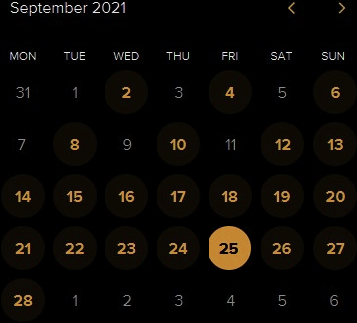 September 2021
MON TUE WED THU FRI SAT SUN
31 1 2 3 4 5 6
7 8 9 10 11 12 13
14 15 16 17 18 19 20
21 22 23 24 25 26 27
28 1 2 3 4 5 6